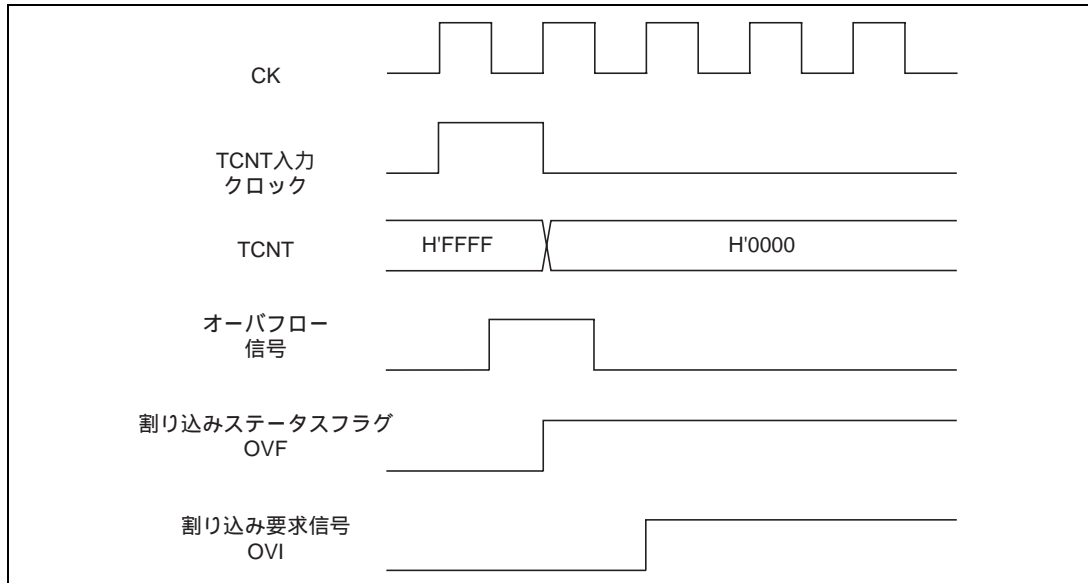 CK
TCNT入力
クロック
TCNT
H'FFFF
H'0000
オーバフロー
信号
割り込みステータスフラグ
OVF
割り込み要求信号
OVI